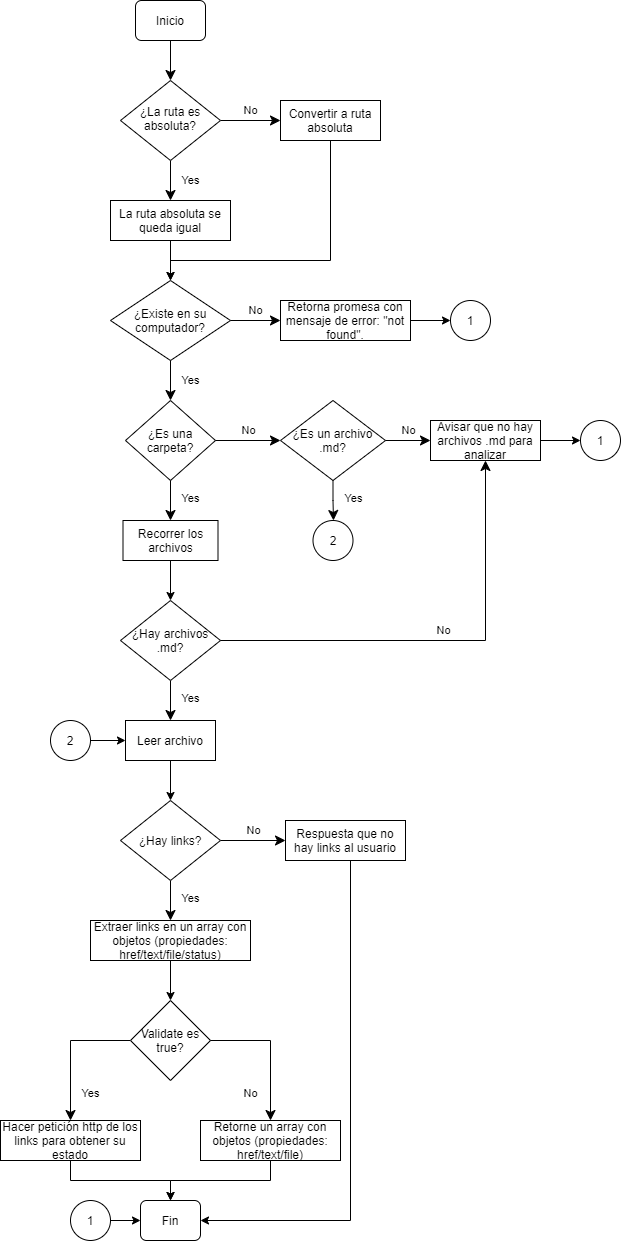 Inicio
¿La ruta es
absoluta?
No
Convertir a ruta
absoluta
Yes
La ruta absoluta se
queda igual
¿Existe en su
computador?
No
Retorna promesa con
mensaje de error: "not
found".
1
Yes
¿Es una
carpeta?
No
¿Es un archivo
.md?
No
Avisar que no hay
archivos .md para
analizar
1
Yes
Yes
2
Recorrer los
archivos
¿Hay archivos
.md?
No
Yes
2
Leer archivo
¿Hay links?
No
Respuesta que no
hay links al usuario
Yes
Extraer links en un array con
objetos (propiedades:
href/text/file/status)
Validate es
true?
Yes
No
Hacer petición http de los
links para obtener su
estado
Retorne un array con
objetos (propiedades:
href/text/file)
1
Fin